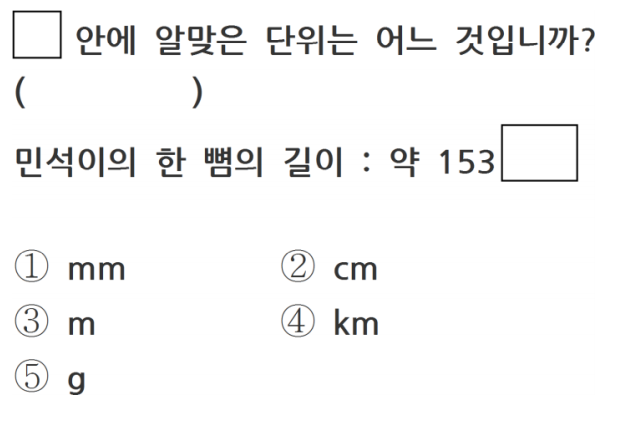 □ 안에 알맞은 단위는 어느 것입니까?
( )
민석이의 한 뼘의 길이 : 약 153□
① mm ② cm
③ m ④ km
⑤ g